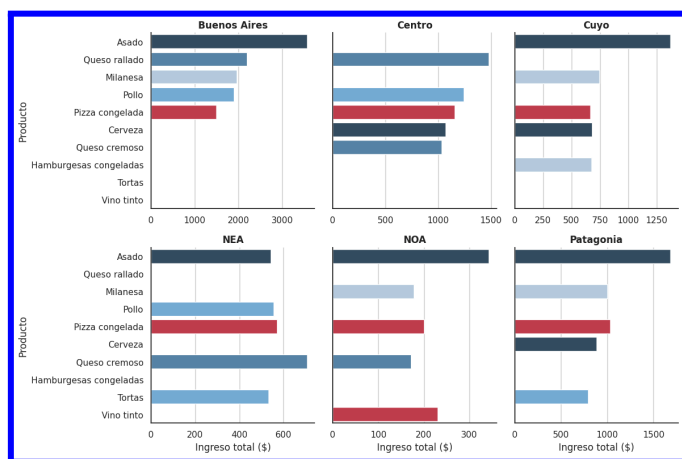 Buenos Aires
Centro
Cuyo
Producto
Asado
Queso rallado
Milanesa
Pollo
Pizza congelada
Cerveza
Queso cremoso
Hamburgesas congeladas
Tortas
Vino tinto
0 1000 2000 3000
0 500 1000 1500
0 250 500 750 1000 1250
NEA
NOA
Patagonia
Producto
Asado
Queso rallado
Milanesa
Pollo
Pizza congelada
Cerveza
Queso cremoso
Hamburgesas congeladas
Tortas
Vino tinto
0 200 400 600
0 100 200 300
0 500 1000 1500
Ingreso total ($)
Ingreso total ($)
Ingreso total ($)